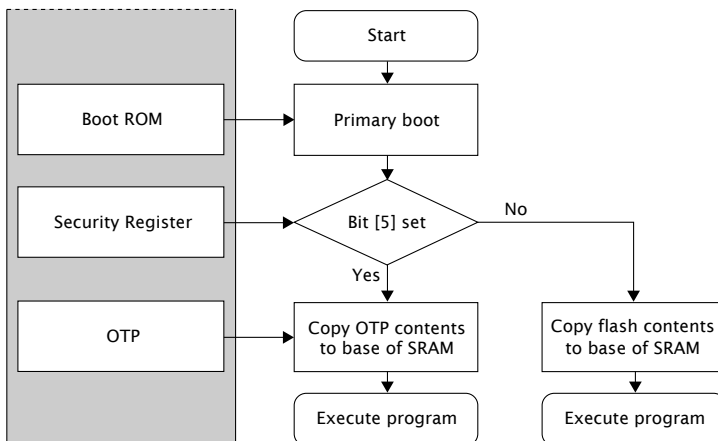 Start
Boot ROM
Primary boot
Security Register
Bit [5] set
No
Yes
OTP
Copy OTP contents
to base of SRAM
Copy flash contents
to base of SRAM
Execute program
Execute program